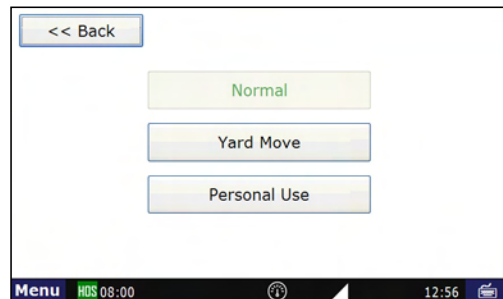 << Back
Normal
Yard Move
Personal Use
Menu HOS 08:00 12:56